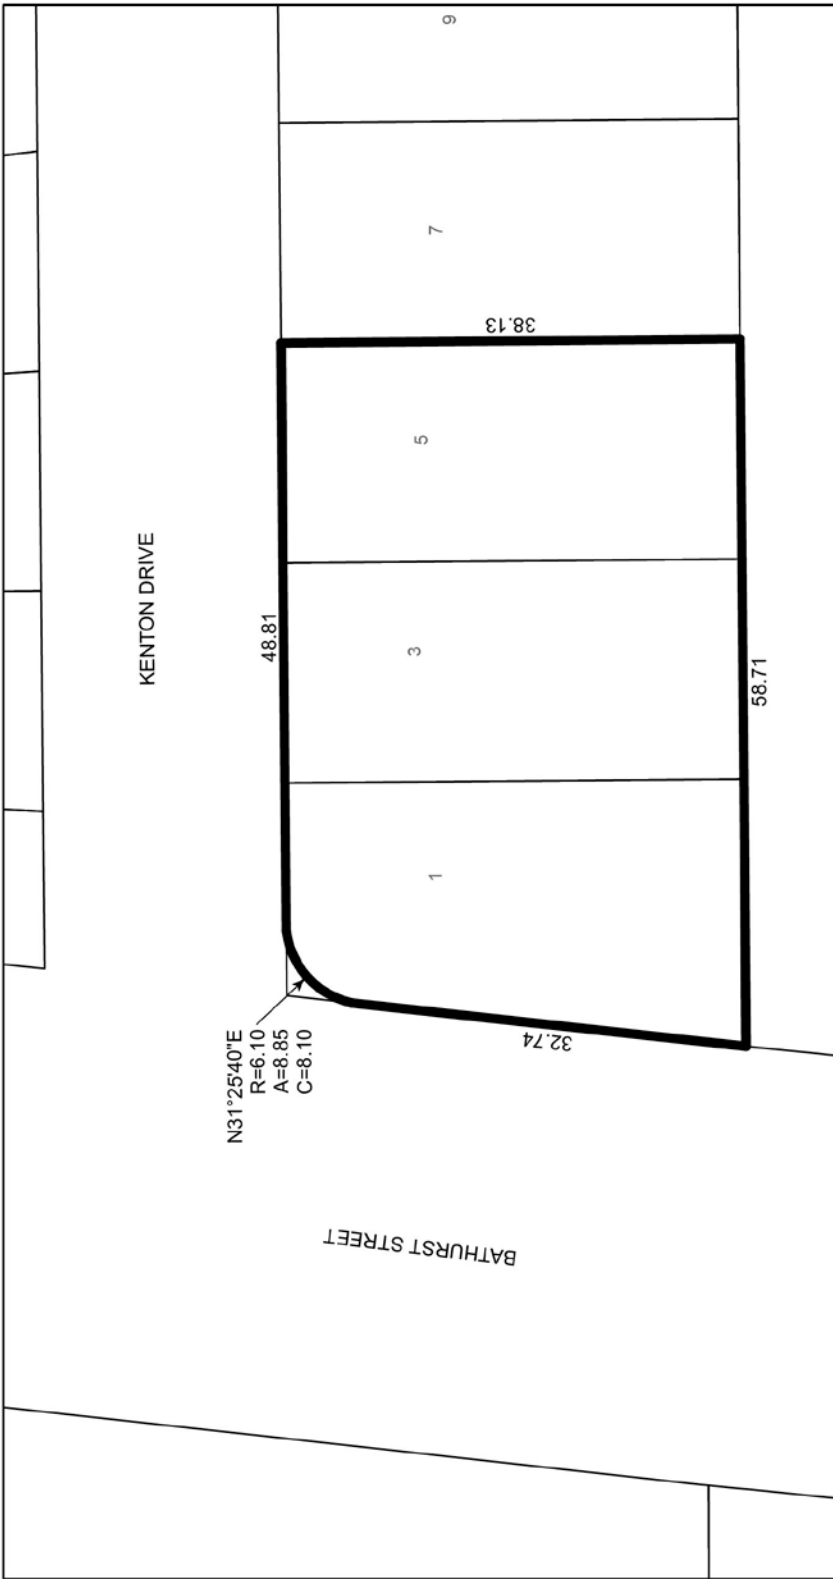 KENTON DRIVE
48.81
9
7
5
3
1
38.13
58.71
32.74
N31°25'40"E
R=6.10
A=8.85
C=8.10
BATHURST STREET